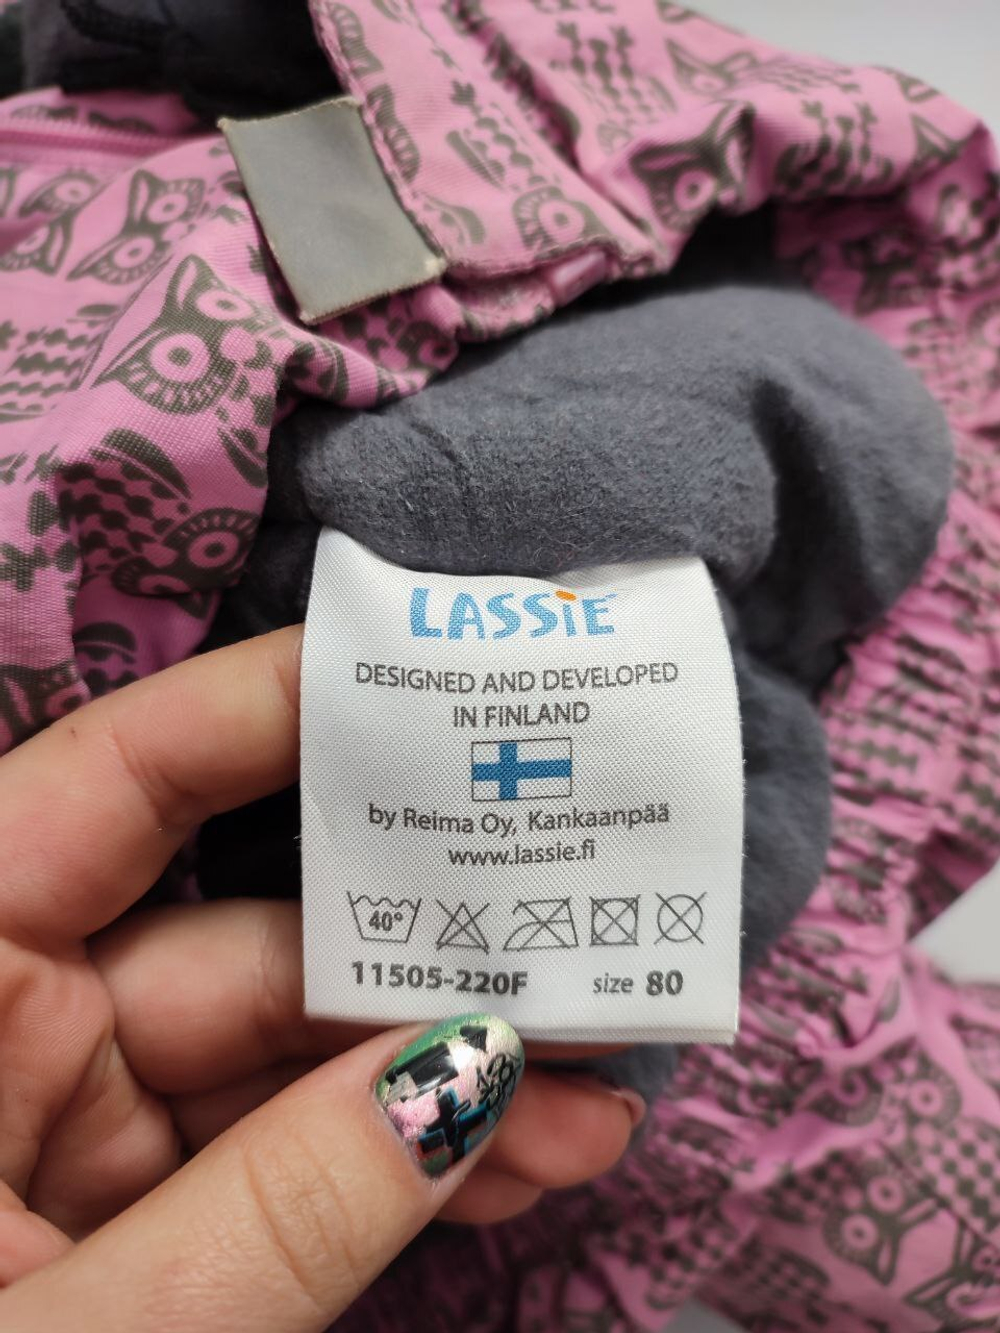 LASSiE
DESIGNED AND DEVELOPED
IN FINLAND
by Reima Oy, Kankaanpää
www.lassie.fi
40°
11505-220F size 80